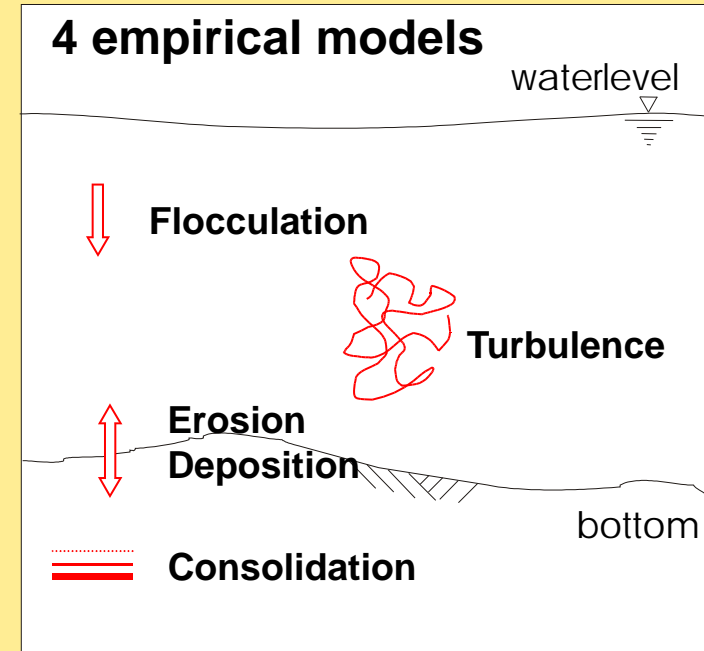 4 empirical models
waterlevel
Flocculation
Turbulence
Erosion
Deposition
bottom
Consolidation